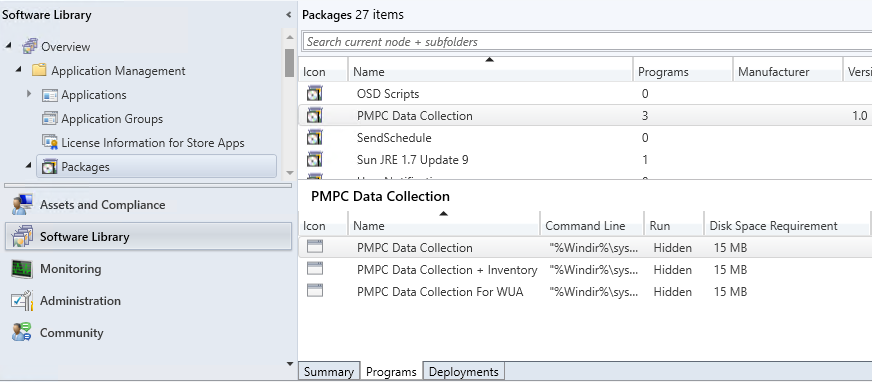 Software Library
Overview
Application Management
Applications
Application Groups
License Information for Store Apps
Packages
Assets and Compliance
Software Library
Monitoring
Administration
Community
Packages 27 items
Search current node + subfolders
Icon Name Programs Manufacturer Versi
OSD Scripts 0
PMPC Data Collection 3 1.0
SendSchedule 0
Sun JRE 1.7 Update 9 1
PMPC Data Collection
Icon Name Command Line Run Disk Space Requirement
PMPC Data Collection "%Windir%\sys... Hidden 15 MB
PMPC Data Collection + Inventory "%Windir%\sys... Hidden 15 MB
PMPC Data Collection For WUA "%Windir%\sys... Hidden 15 MB
Summary Programs Deployments